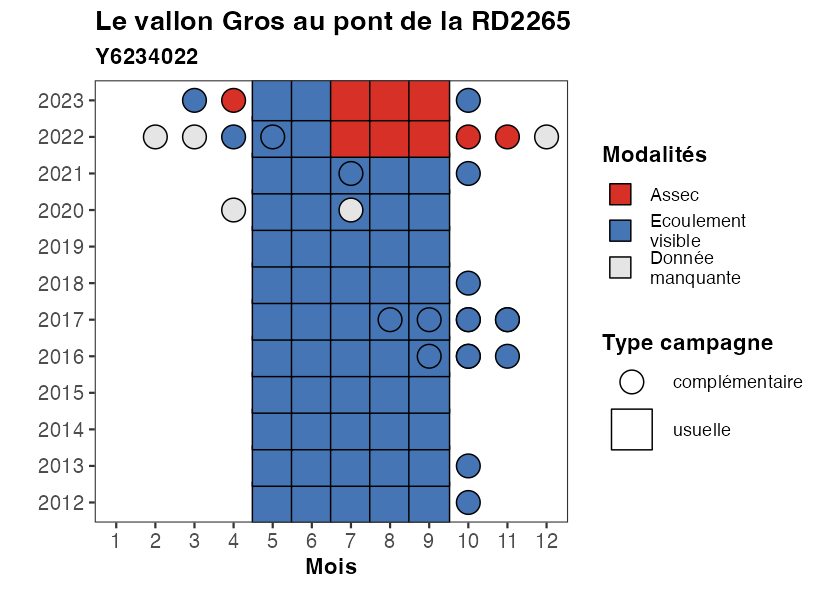 Le vallon Gros au pont de la RD2265
Y6234022
2023
2022
2021
2020
2019
2018
2017
2016
2015
2014
2013
2012
1 2 3 4 5 6 7 8 9 10 11 12
Mois
Modalités
Assec
Ecoulement
visible
Donnée
manquante
Type campagne
complémentaire
usuelle